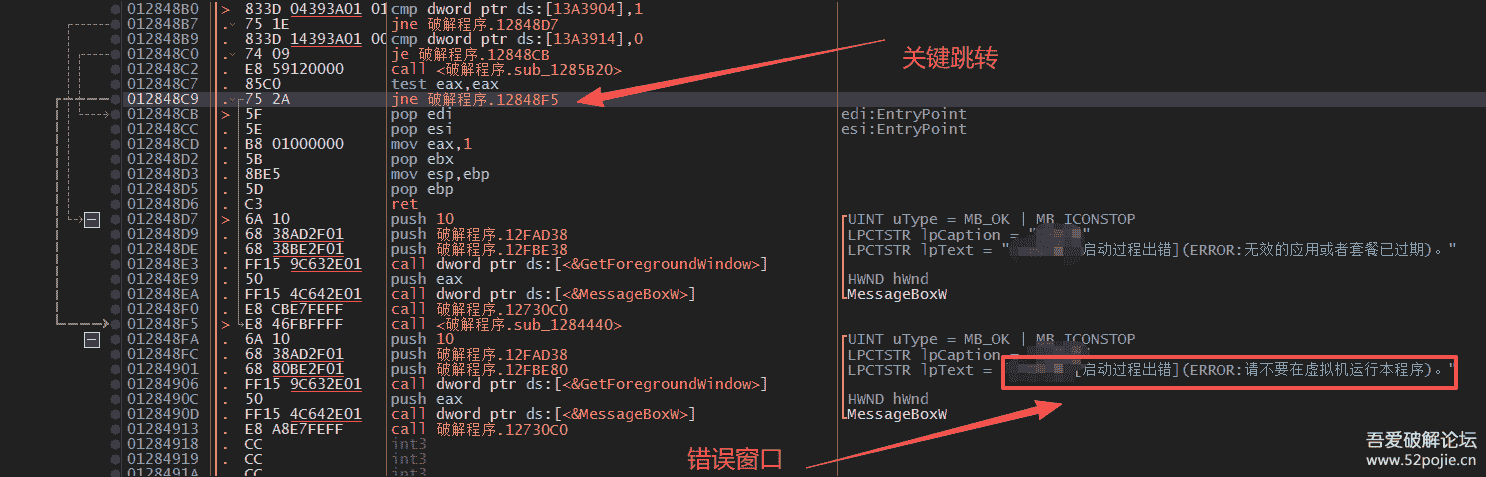 012848B0 > 833D 04393A01 01 cmp dword ptr ds:[13A3904],1
012848B7 . 75 1E jne 破解程序.12848D7
012848B9 . 833D 14393A01 00 cmp dword ptr ds:[13A3914],0
012848C0 . 74 09 je 破解程序.12848CB
012848C2 . E8 59120000 call <破解程序.sub_1285B20>
012848C7 . 85C0 test eax,eax
012848C9 . 75 2A jne 破解程序.12848F5
012848CB > 5F pop edi edi:EntryPoint
012848CC . 5E pop esi esi:EntryPoint
012848CD . B8 01000000 mov eax,1
012848D2 . 5B pop ebx
012848D3 . 8BE5 mov esp,ebp
012848D5 . 5D pop ebp
012848D6 . C3 ret
012848D7 > 6A 10 push 10 UINT uType = MB_OK | MB_ICONSTOP
012848D9 . 68 38AD2F01 push 破解程序.12FAD38 LPCTSTR lpCaption = " "
012848DE . 68 38BE2F01 push 破解程序.12FBE38 LPCTSTR lpText = " 启动过程出错](ERROR:无效的应用或者套餐已过期)。"
012848E3 . FF15 9C632E01 call dword ptr ds:[<&GetForegroundWindow>]
012848E9 . 50 push eax HWND hWnd
012848EA . FF15 4C642E01 call dword ptr ds:[<&MessageBoxW>] MessageBoxW
012848F0 . E8 CBE7FEFF call 破解程序.12730C0
012848F5 > E8 46FBFFFF call <破解程序.sub_1284440>
012848FA . 6A 10 push 10 UINT uType = MB_OK | MB_ICONSTOP
012848FC . 68 38AD2F01 push 破解程序.12FAD38 LPCTSTR lpCaption =
01284901 . 68 80BE2F01 push 破解程序.12FBE80 LPCTSTR lpText = [启动过程出错](ERROR:请不要在虚拟机运行本程序)。"
01284906 . FF15 9C632E01 call dword ptr ds:[<&GetForegroundWindow>]
0128490C . 50 push eax HWND hWnd
0128490D . FF15 4C642E01 call dword ptr ds:[<&MessageBoxW>] MessageBoxW
01284913 . E8 A8E7FEFF call 破解程序.12730C0
01284918 . CC int3
01284919 . CC int3
0128491A . CC int3
关键跳转
错误窗口
吾爱破解论坛
www.52pojie.cn